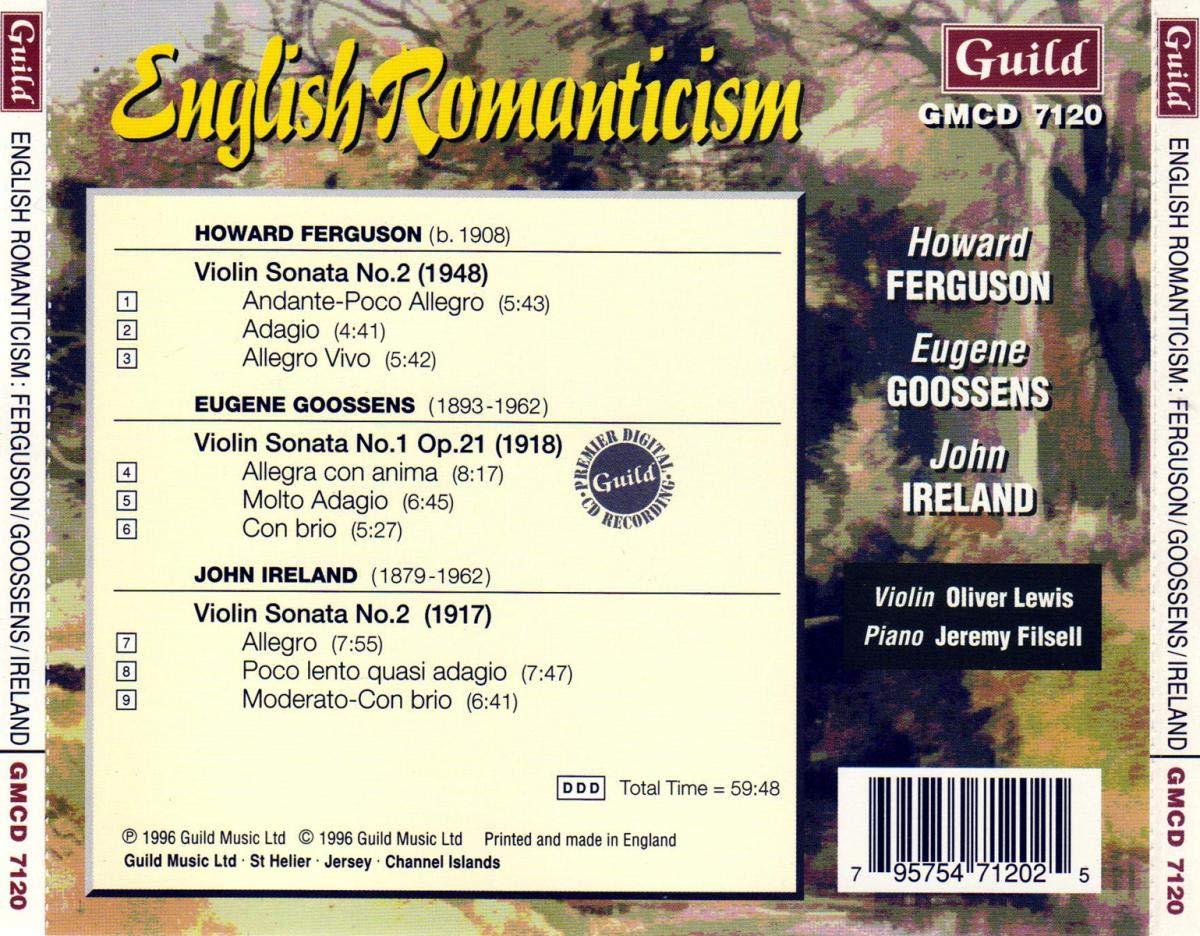 Guild
ENGLISH ROMANTICISM: FERGUSON/GOOSSENS/IRELAND
GMCD 7120
English Romanticism
Guild
GMCD 7120
HOWARD FERGUSON (b. 1908)
Violin Sonata No.2 (1948)
1 Andante-Poco Allegro (5:43)
2 Adagio (4:41)
3 Allegro Vivo (5:42)
EUGENE GOOSSENS (1893-1962)
Violin Sonata No.1 Op.21 (1918)
4 Allegra con anima (8:17)
5 Molto Adagio (6:45)
6 Con brio (5:27)
PREMIER DIGITAL
Guild
CD RECORDING
JOHN IRELAND (1879-1962)
Violin Sonata No.2 (1917)
7 Allegro (7:55)
8 Poco lento quasi adagio (7:47)
9 Moderato-Con brio (6:41)
DDD Total Time = 59:48
℗ 1996 Guild Music Ltd © 1996 Guild Music Ltd Printed and made in England
Guild Music Ltd · St Helier · Jersey · Channel Islands
Howard
FERGUSON
Eugene
GOOSSENS
John
IRELAND
Violin Oliver Lewis
Piano Jeremy Filsell
7 95754 71202 5
Guild
ENGLISH ROMANTICISM: FERGUSON/GOOSSENS/IRELAND
GMCD 7120